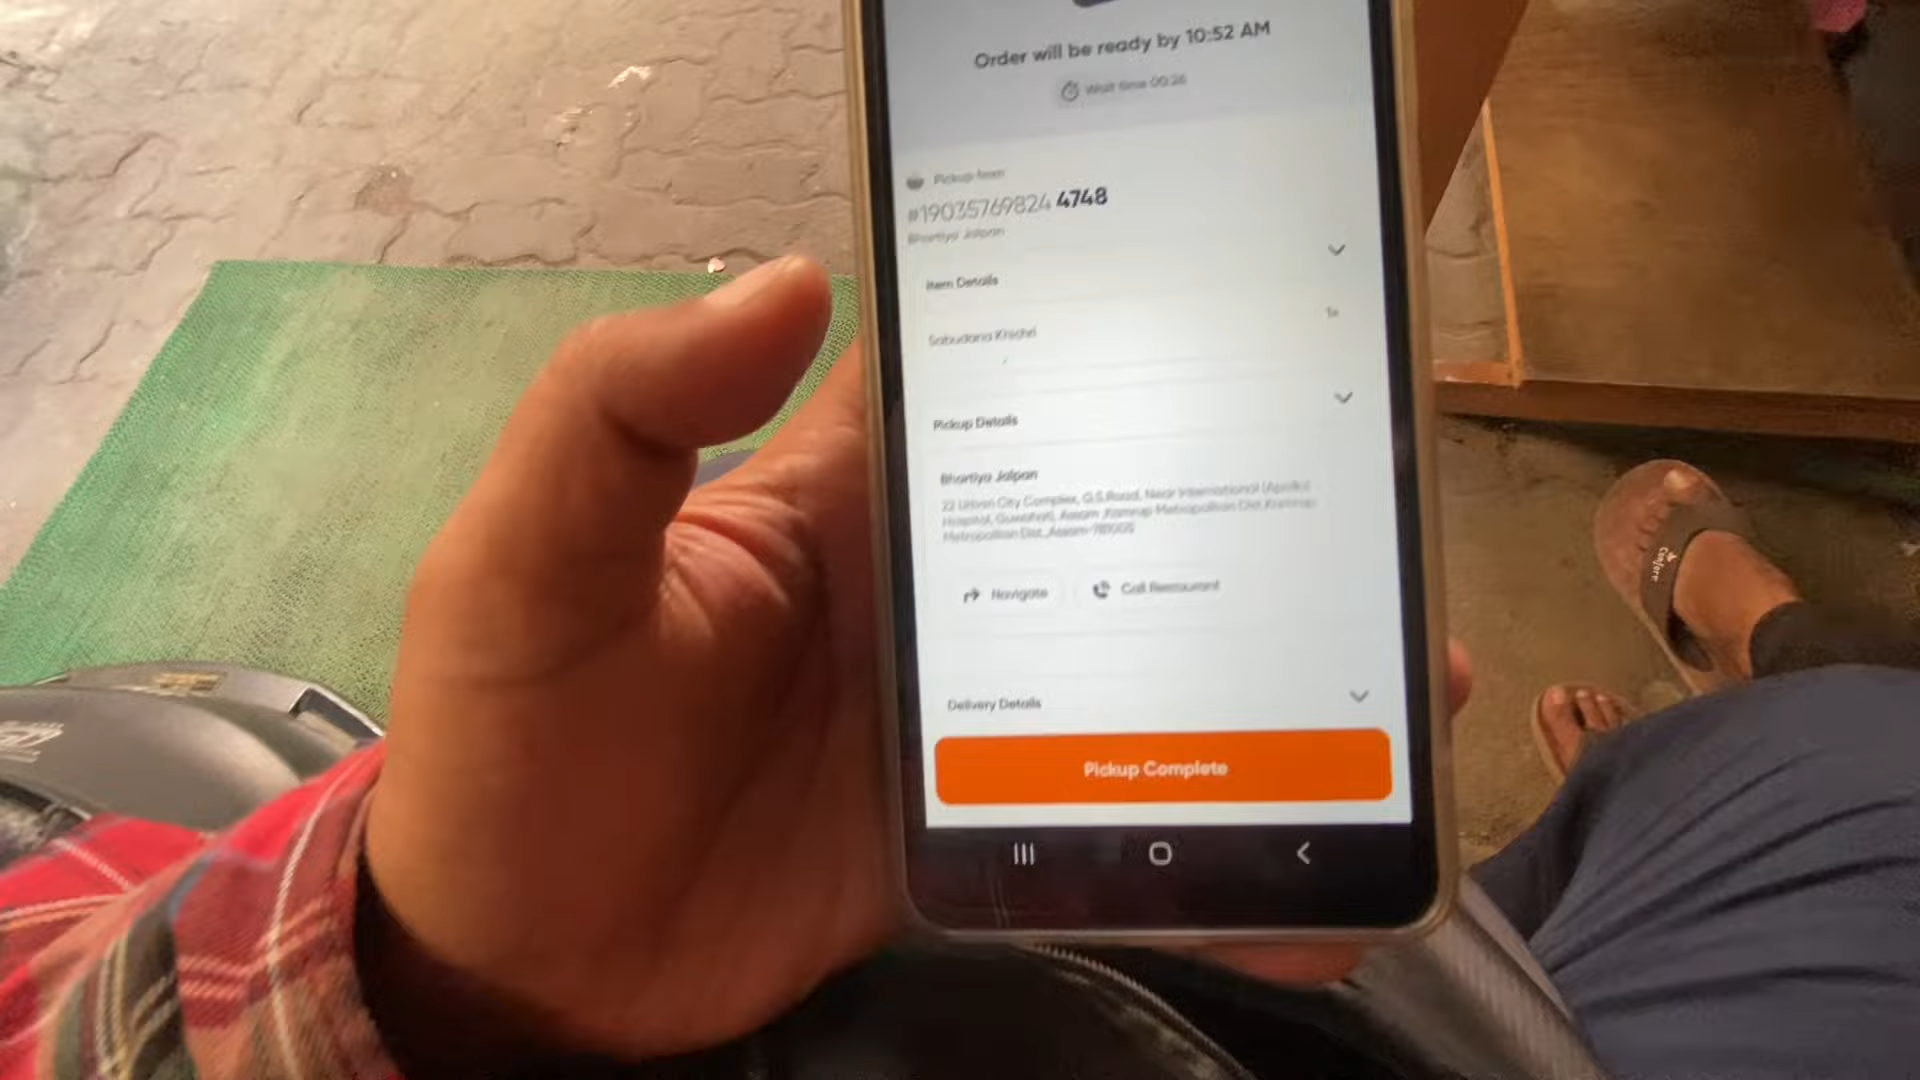 Order will be ready by 10:52 AM
Wait time 00:26
Pickup from
#19035769824 4748
Bhartiya Jalpan
Item Details
Sabudana Khichdi
1x
Pickup Details
Bhartiya Jalpan
22 Urban City Complex, G.S.Road, Near International (Apollo)
Hospital, Guwahati, Assam ,Kamrup Metropolitan Dist,Kamrup
Metropolitan Dist,Assam-781005
Navigate
Call Restaurant
Delivery Details
Pickup Complete